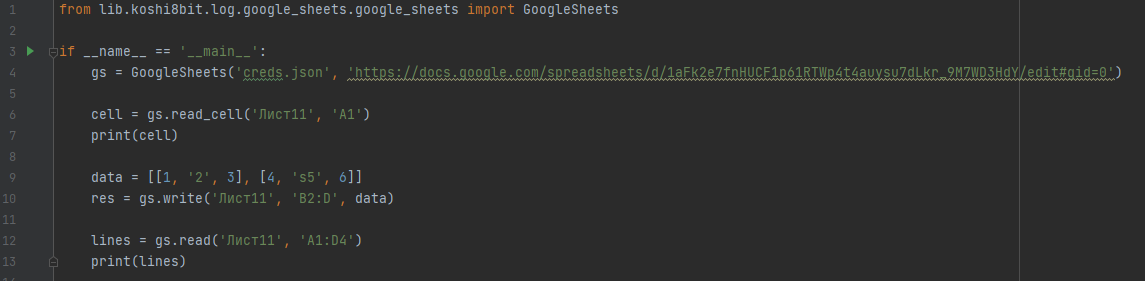 1 from lib.koshi8bit.log.google_sheets.google_sheets import GoogleSheets
2
3 if __name__ == '__main__':
4 gs = GoogleSheets('creds.json', 'https://docs.google.com/spreadsheets/d/1aFk2e7fnHUCF1p61RTWp4t4auysu7dLkr_9M7WD3HdY/edit#gid=0')
5
6 cell = gs.read_cell('Лист11', 'A1')
7 print(cell)
8
9 data = [[1, '2', 3], [4, 's5', 6]]
10 res = gs.write('Лист11', 'B2:D', data)
11
12 lines = gs.read('Лист11', 'A1:D4')
13 print(lines)